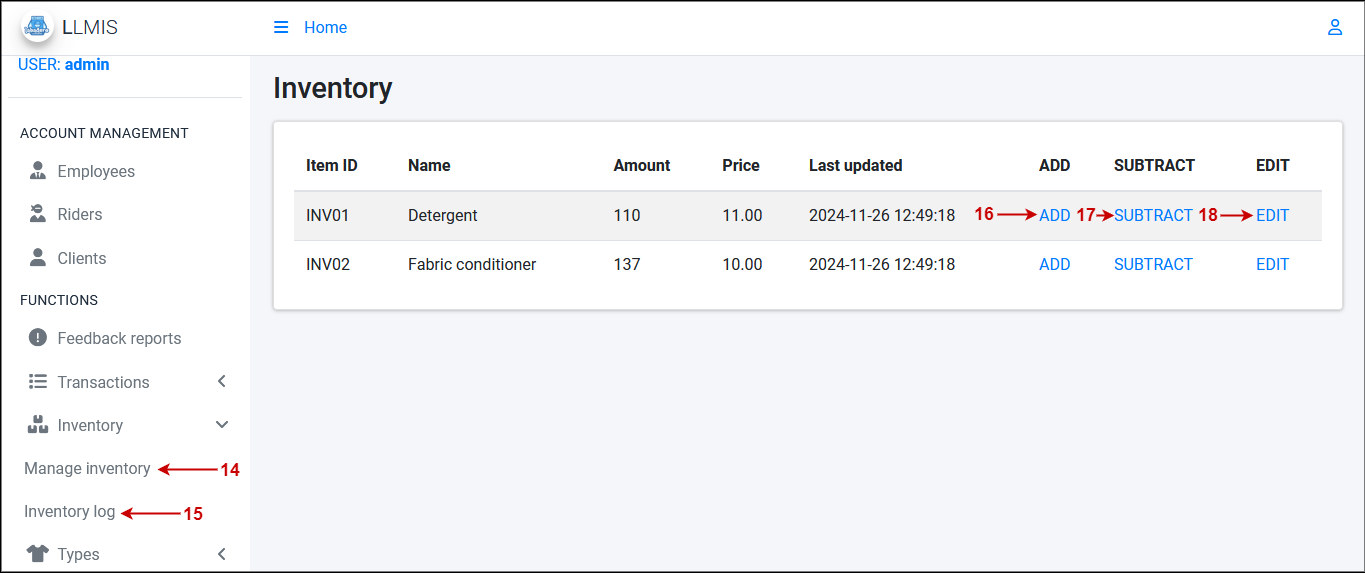 LLMIS
Home
USER: admin
ACCOUNT MANAGEMENT
Employees
Riders
Clients
FUNCTIONS
Feedback reports
Transactions
Inventory
Manage inventory 14
Inventory log 15
Types
Inventory
Item ID Name Amount Price Last updated ADD SUBTRACT EDIT
INV01 Detergent 110 11.00 2024-11-26 12:49:18 16 ADD 17 SUBTRACT 18 EDIT
INV02 Fabric conditioner 137 10.00 2024-11-26 12:49:18 ADD SUBTRACT EDIT